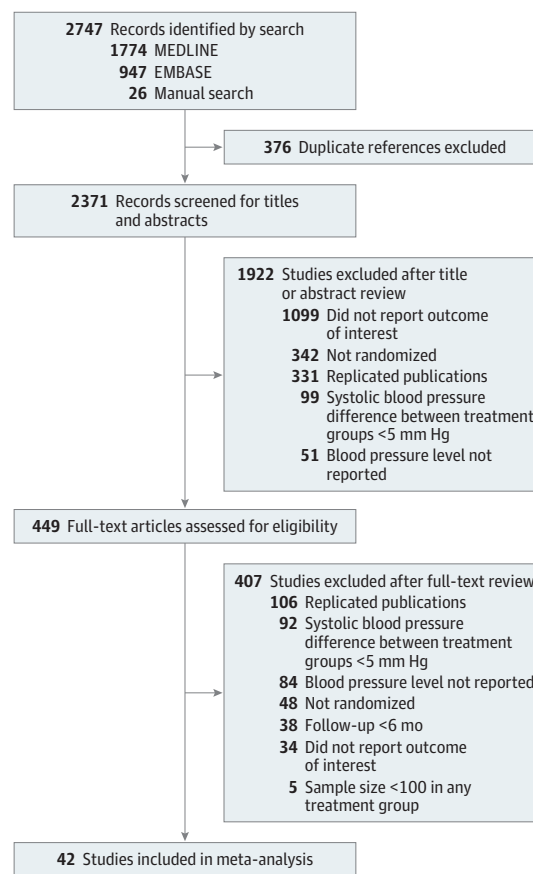 2747 Records identified by search
1774 MEDLINE
947 EMBASE
26 Manual search
376 Duplicate references excluded
2371 Records screened for titles
and abstracts
1922 Studies excluded after title
or abstract review
1099 Did not report outcome
of interest
342 Not randomized
331 Replicated publications
99 Systolic blood pressure
difference between treatment
groups <5 mm Hg
51 Blood pressure level not
reported
449 Full-text articles assessed for eligibility
407 Studies excluded after full-text review
106 Replicated publications
92 Systolic blood pressure
difference between treatment
groups <5 mm Hg
84 Blood pressure level not reported
48 Not randomized
38 Follow-up <6 mo
34 Did not report outcome
of interest
5 Sample size <100 in any
treatment group
42 Studies included in meta-analysis